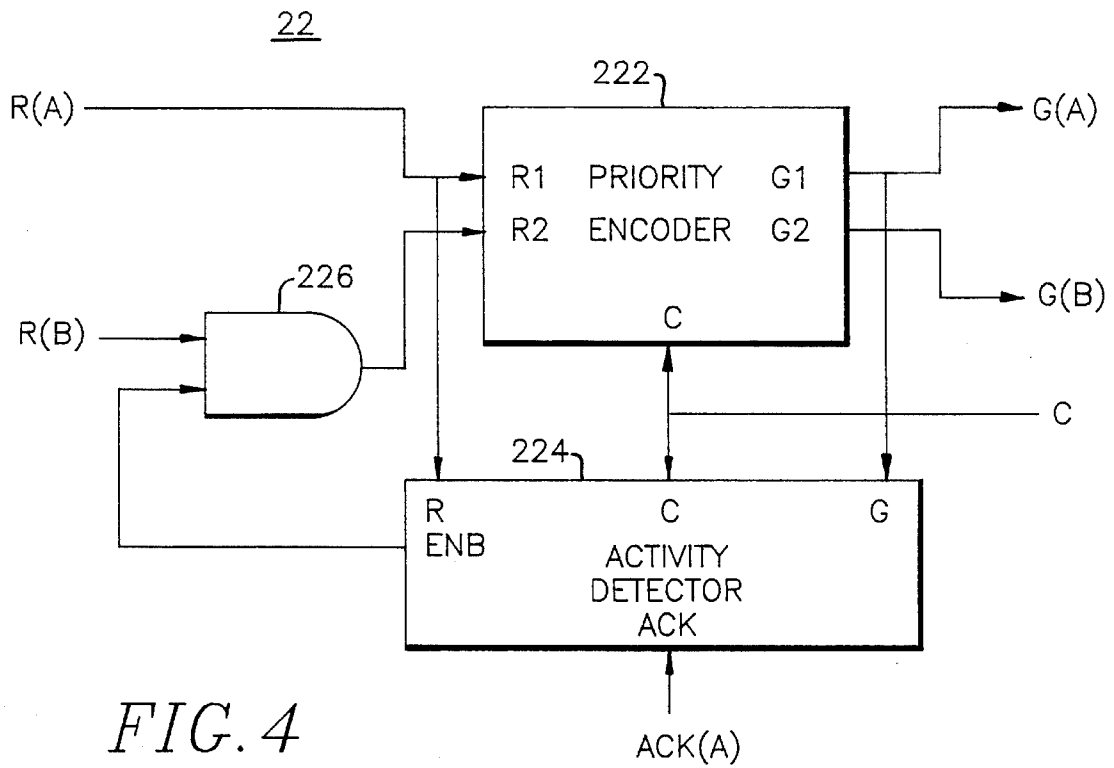 22
222
R(A)
G(A)
R1 PRIORITY G1
R2 ENCODER G2
226
G(B)
R(B)
C
C
224
R C G
ENB
ACTIVITY
DETECTOR
ACK
FIG. 4
ACK(A)